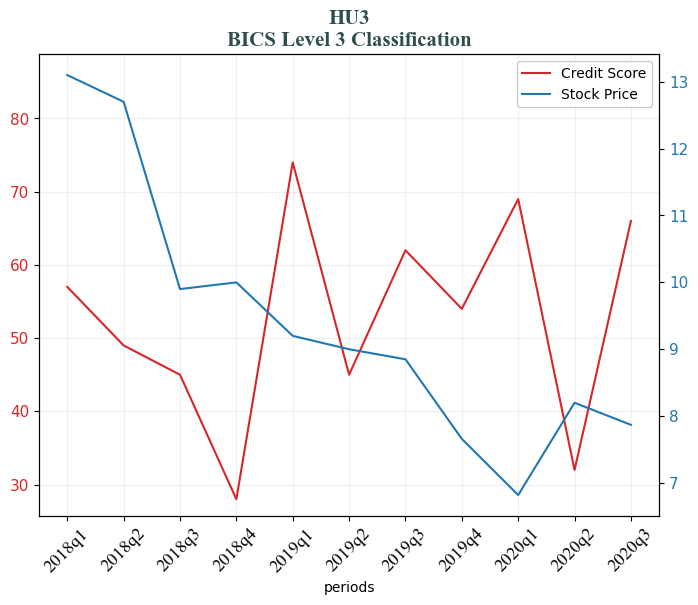 HU3
BICS Level 3 Classification
Credit Score
Stock Price
80
70
60
50
40
30
13
12
11
10
9
8
7
2018q1
2018q2
2018q3
2018q4
2019q1
2019q2
2019q3
2019q4
2020q1
2020q2
2020q3
periods